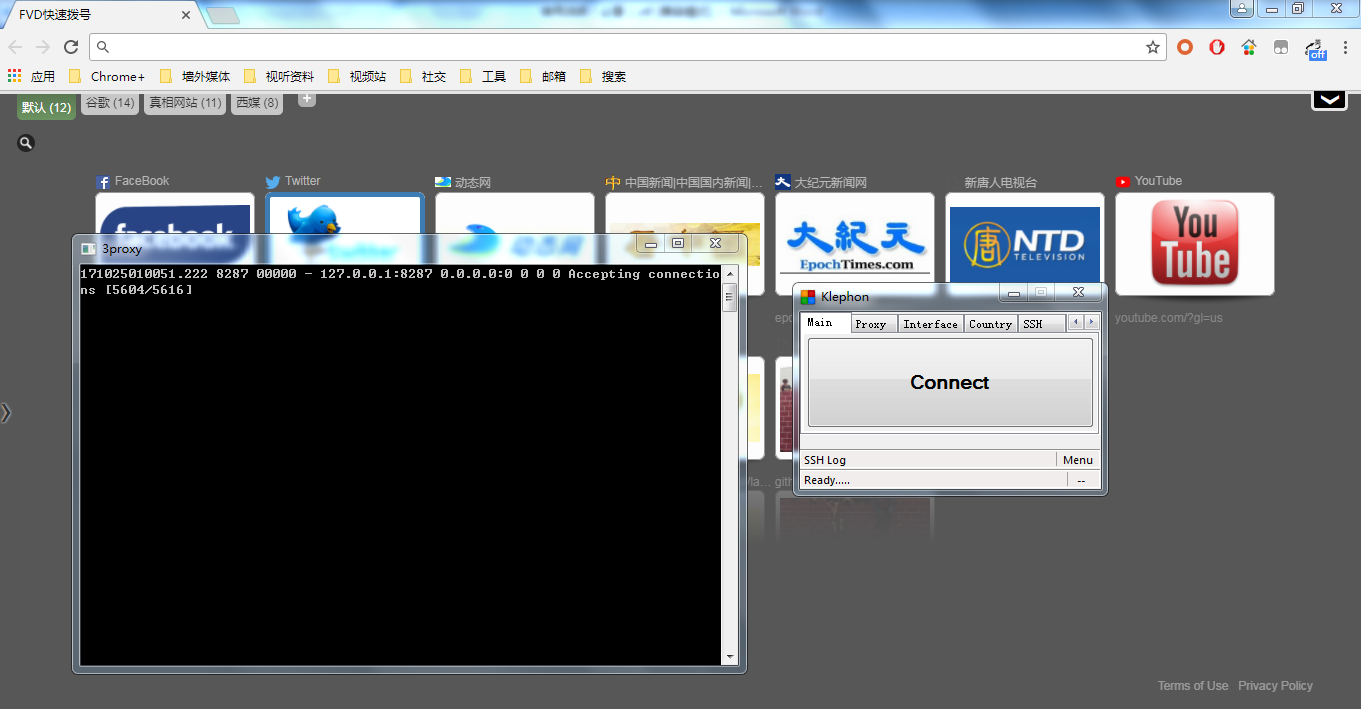 FVD快速拨号
应用
Chrome+
墙外媒体
视听资料
视频站
社交
工具
邮箱
搜索
off
默认 (12)
谷歌 (14)
真相网站 (11)
西媒 (8)
+
FaceBook
Twitter
动态网
中国新闻|中国国内新闻|...
大纪元新闻网
新唐人电视台
YouTube
facebook
大紀元
EpochTimes.com
唐
NTD
TELEVISION
You
Tube
youtube.com/?gl=us
3proxy
171025010051.222 8287 00000 - 127.0.0.1:8287 0.0.0.0:0 0 0 0 Accepting connectio
ns [5604/5616]
Klephon
Main
Proxy
Interface
Country
SSH
Connect
SSH Log
Menu
Ready.....
--
Terms of Use
Privacy Policy